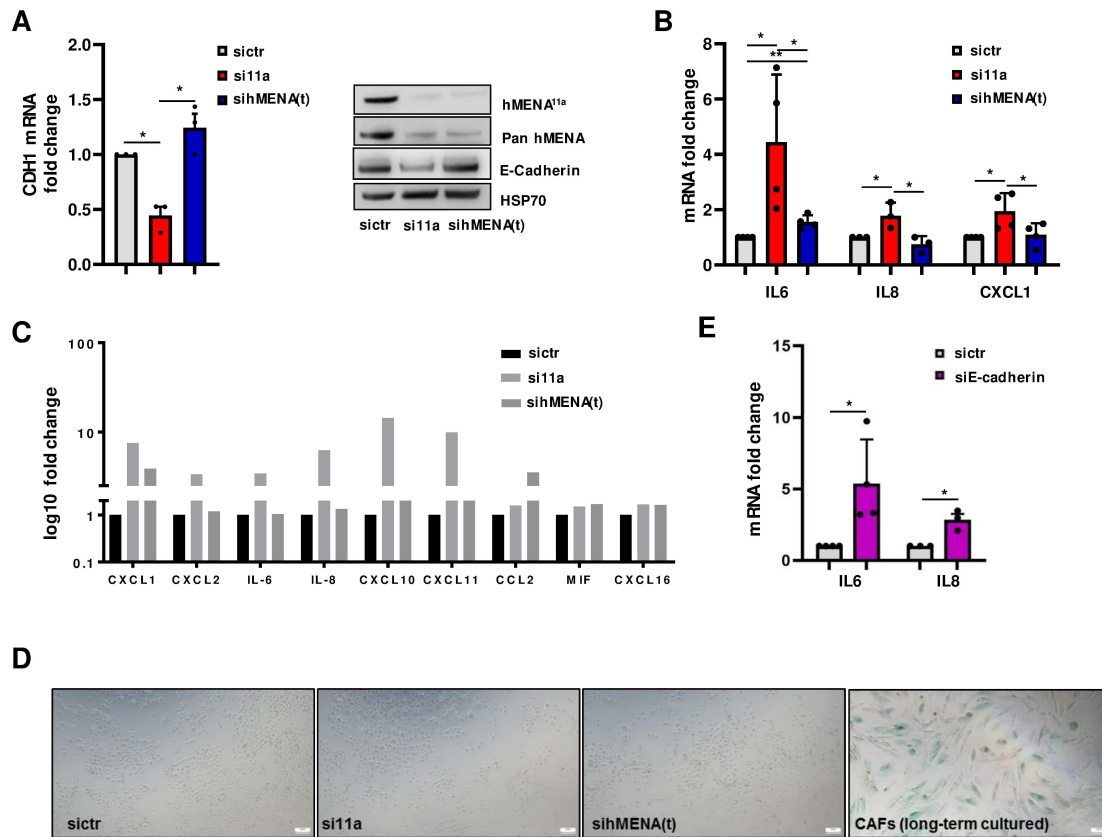 A
CDH1 mRNA
fold change
2.0
1.5
1.0
0.5
0.0
*
*
sictr
si11a
sihMENA(t)
hMENA¹¹ᵃ
Pan hMENA
E-Cadherin
HSP70
sictr si11a sihMENA(t)
B
mRNA fold change
8
6
4
2
0
* *
**
* *
* *
sictr
si11a
sihMENA(t)
IL6 IL8 CXCL1
C
log10 fold change
100
10
1
0.1
sictr
si11a
sihMENA(t)
CXCL1 CXCL2 IL-6 IL-8 CXCL10 CXCL11 CCL2 MIF CXCL16
E
mRNA fold change
15
10
5
0
*
*
sictr
siE-cadherin
IL6 IL8
D
sictr si11a sihMENA(t) CAFs (long-term cultured)